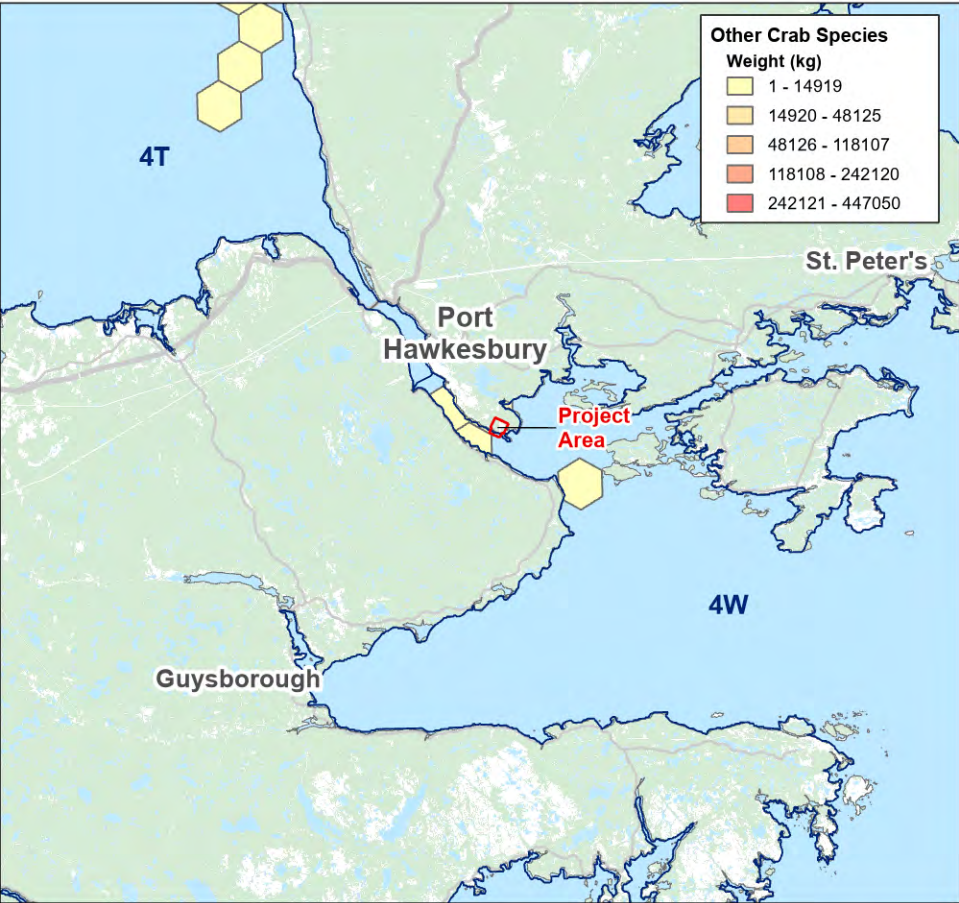 Other Crab Species
Weight (kg)
1 - 14919
14920 - 48125
48126 - 118107
118108 - 242120
242121 - 447050
4T
St. Peter's
Port
Hawkesbury
Project
Area
4W
Guysborough